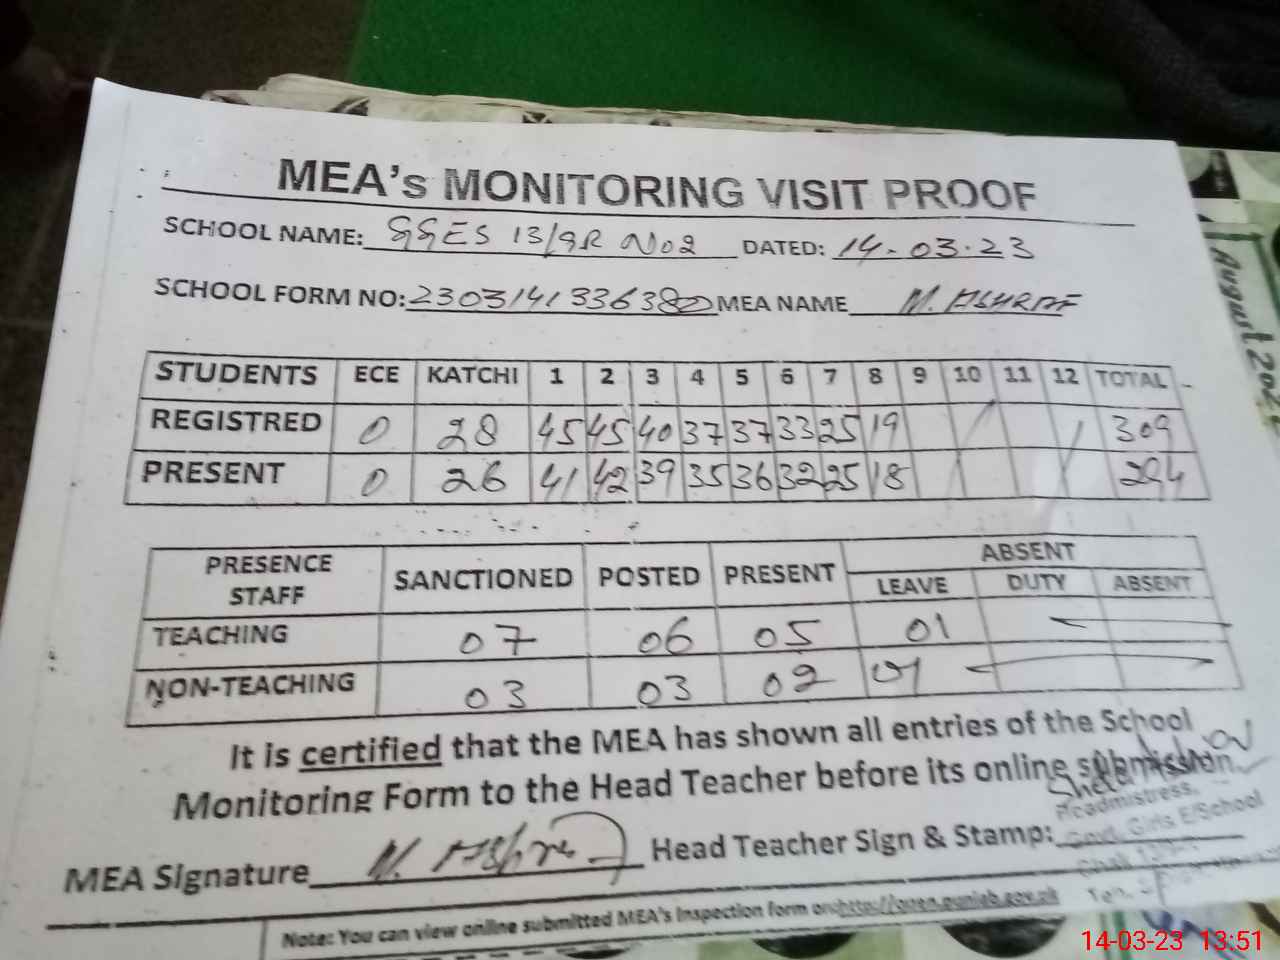 MEA's MONITORING VISIT PROOF
SCHOOL NAME: GGES 13/9R No2 DATED: 14-03-23
SCHOOL FORM NO: MEA NAME M. ASHRAF
STUDENTS ECE KATCHI 1 2 3 4 5 6 7 8 9 10 11 12 TOTAL
REGISTRED 0 28 45 45 40 37 37 33 25 19 309
PRESENT 0 26 41 42 39 35 36 32 25 18 294
PRESENCE STAFF SANCTIONED POSTED PRESENT ABSENT
LEAVE DUTY ABSENT
TEACHING 07 06 05 01
NON-TEACHING 03 03 02 01
It is certified that the MEA has shown all entries of the School
Monitoring Form to the Head Teacher before its online submission.
Headmistress,
Govt. Girls E/School
MEA Signature M. Ashraf Head Teacher Sign & Stamp:
Note: You can view online submitted MEA's Inspection form on
August
14-03-23 13:51